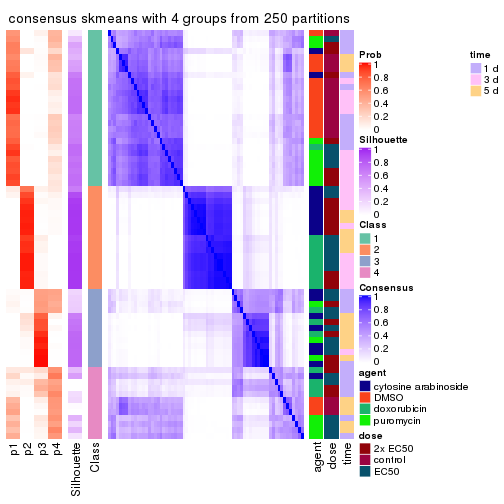 consensus skmeans with 4 groups from 250 partitions
Prob
1
0.8
0.6
0.4
0.2
0
Silhouette
1
0.8
0.6
0.4
0.2
0
Class
1
2
3
4
Consensus
1
0.8
0.6
0.4
0.2
0
agent
cytosine arabinoside
DMSO
doxorubicin
puromycin
dose
2x EC50
control
EC50
time
1 d
3 d
5 d
p1
p2
p3
p4
Silhouette
Class
agent
dose
time